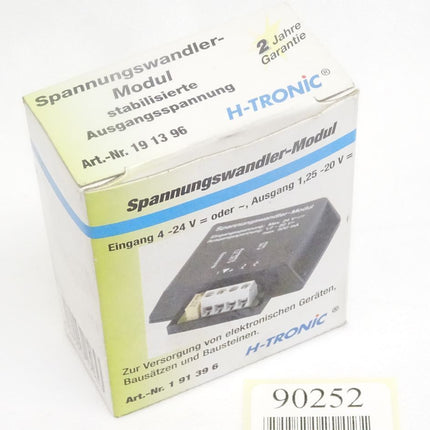 Spannungswandler-
Modul
stabilisierte
Ausgangsspannung
Art.-Nr. 19 13 96
2 Jahre
Garantie
H-TRONIC®
Spannungswandler-Modul
Eingang 4 -24 V = oder ~, Ausgang 1,25 -20 V =
Spannungswandler-Modul
Zur Versorgung von elektronischen Geräten,
Bausätzen und Bausteinen.
Art.-Nr. 1 91 39 6
H-TRONIC®
90252